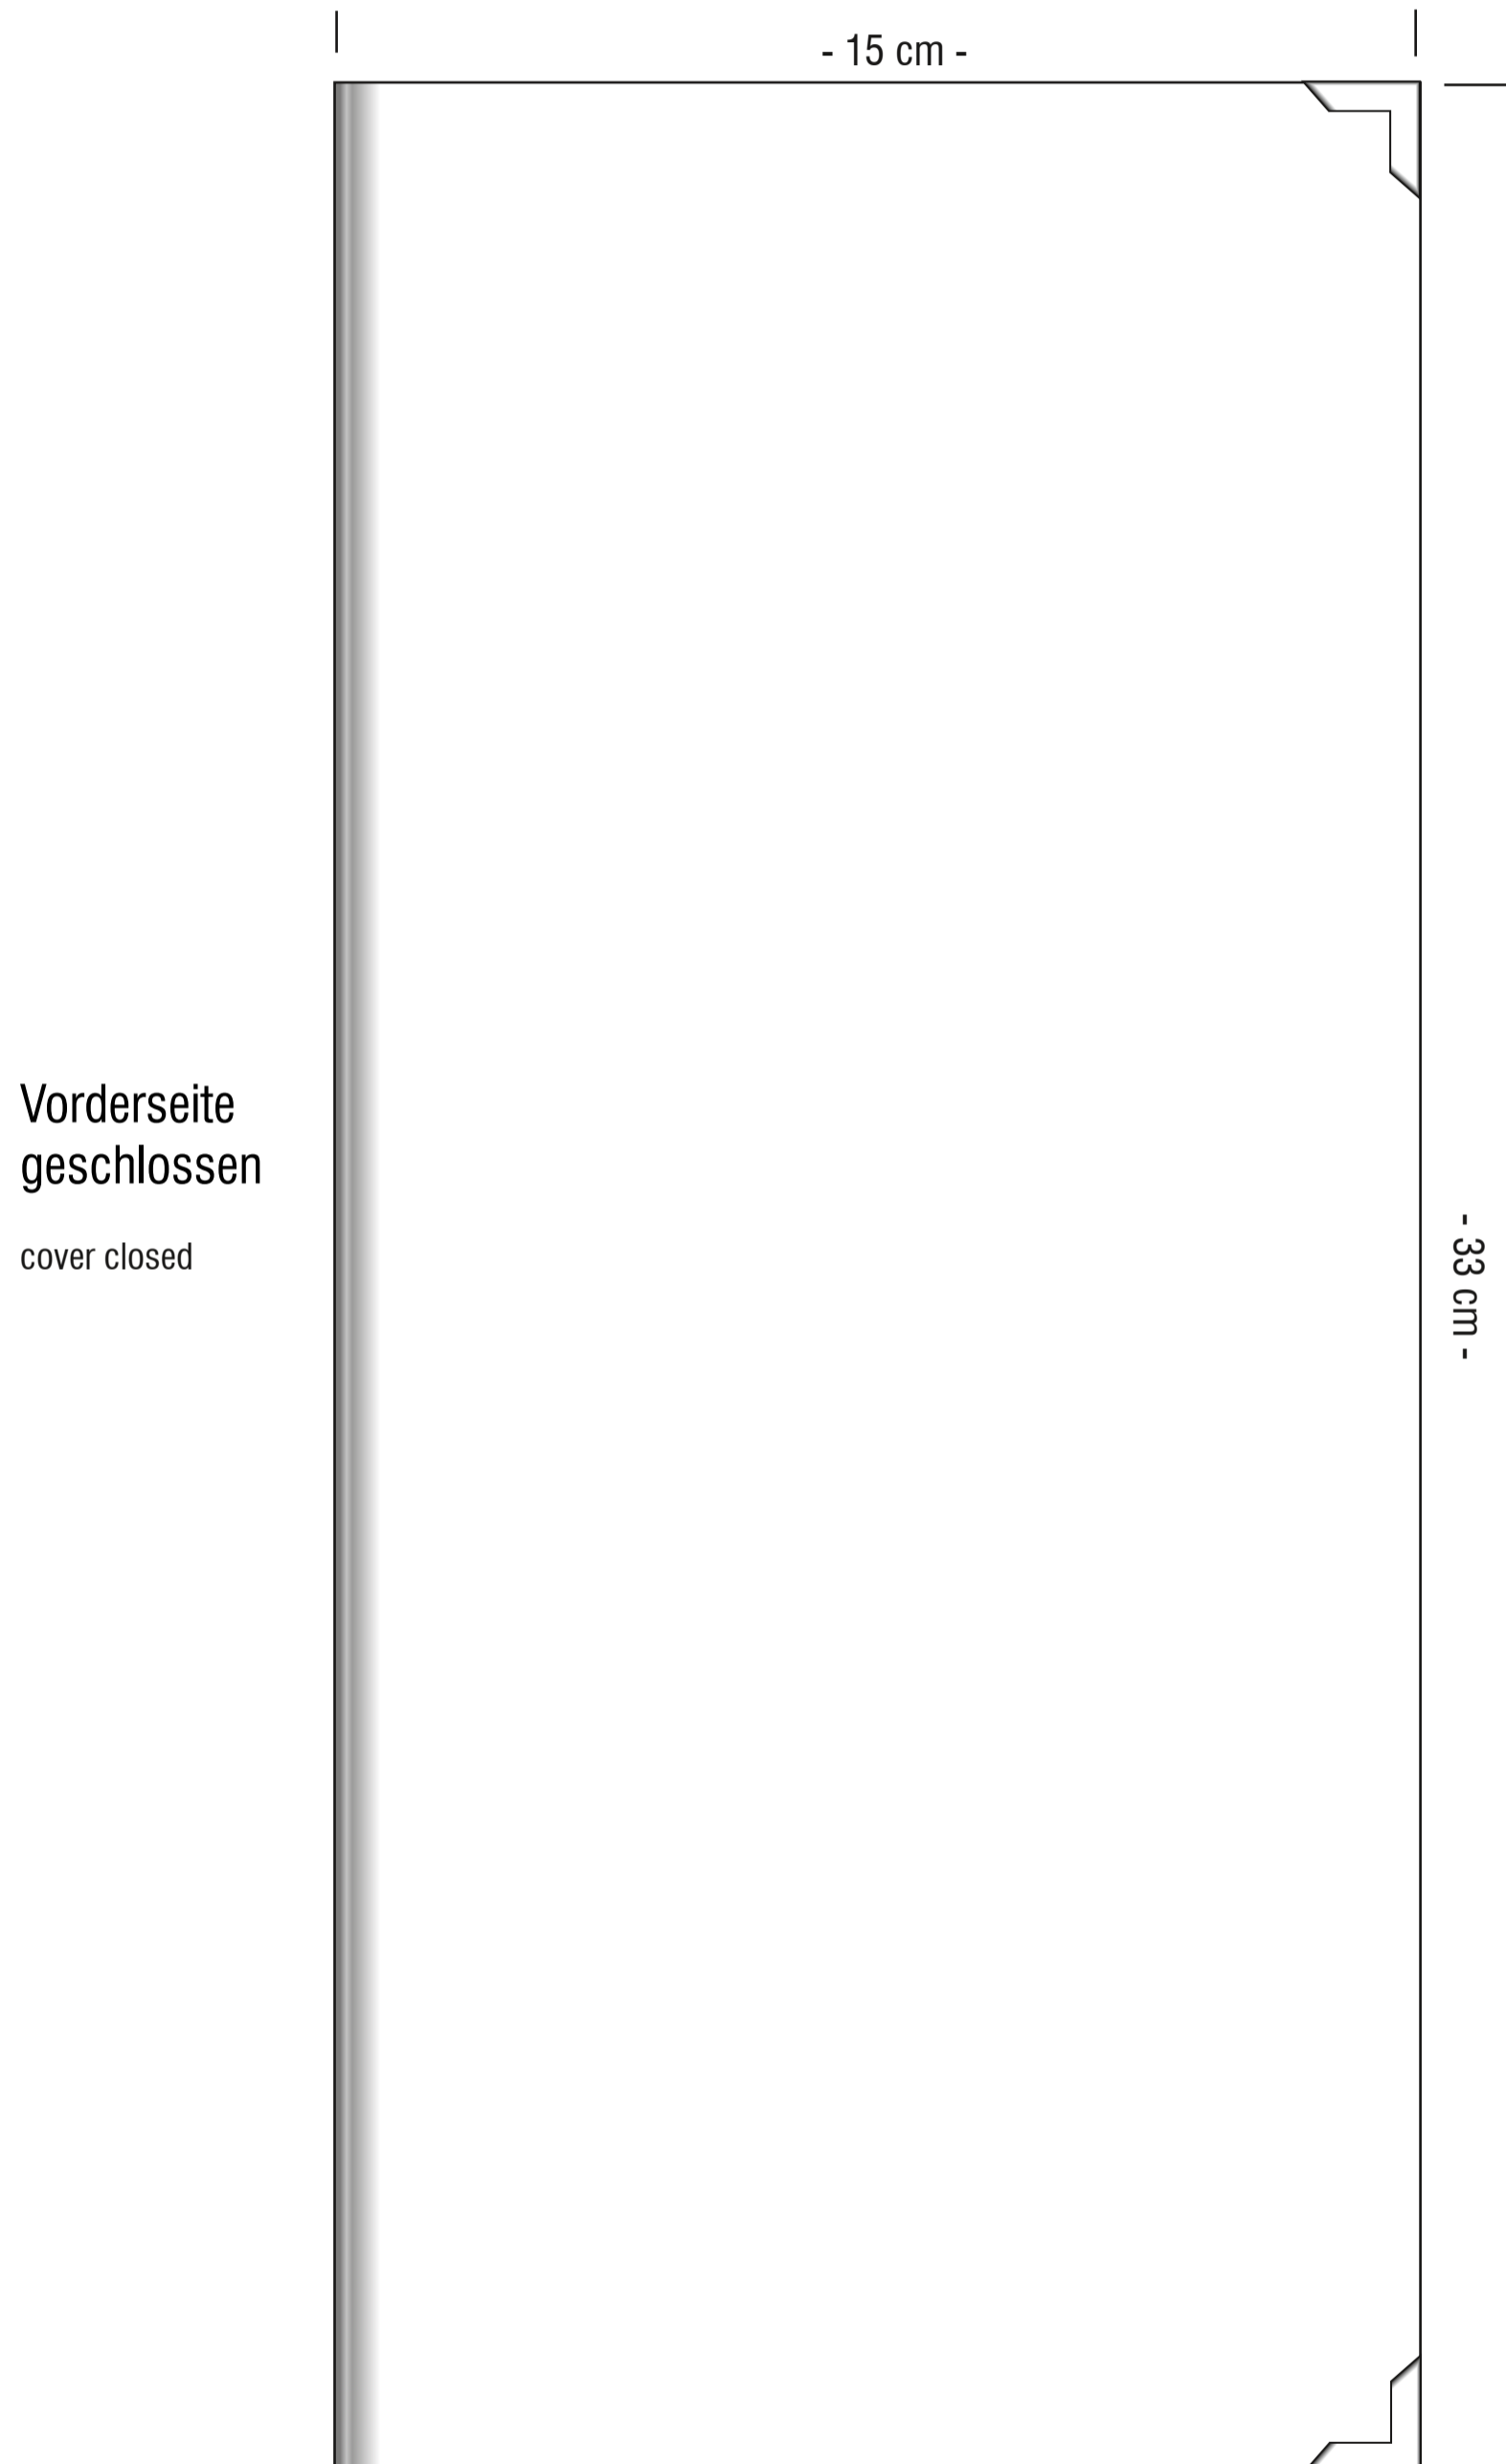 - 15 cm -
Vorderseite
geschlossen
cover closed
- 33 cm -